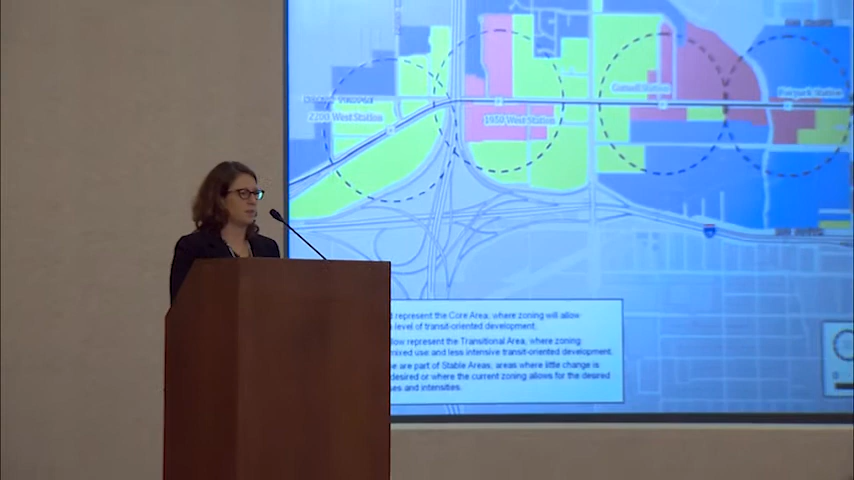 2200 West Station
1950 West Station
Cornell Station
Fairpark Station
represent the Core Area, where zoning will allow
level of transit-oriented development.
low represent the Transitional Area, where zoning
mixed use and less intensive transit-oriented development.
are part of Stable Areas, areas where little change is
desired or where the current zoning allows for the desired
and intensities.